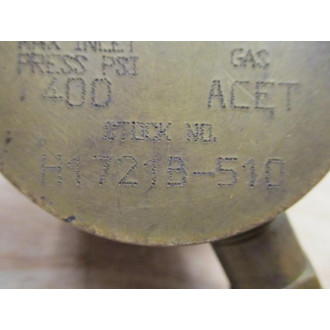 MAX INLET
PRESS PSI
400
GAS
ACET
STOCK NO.
H1721B-510